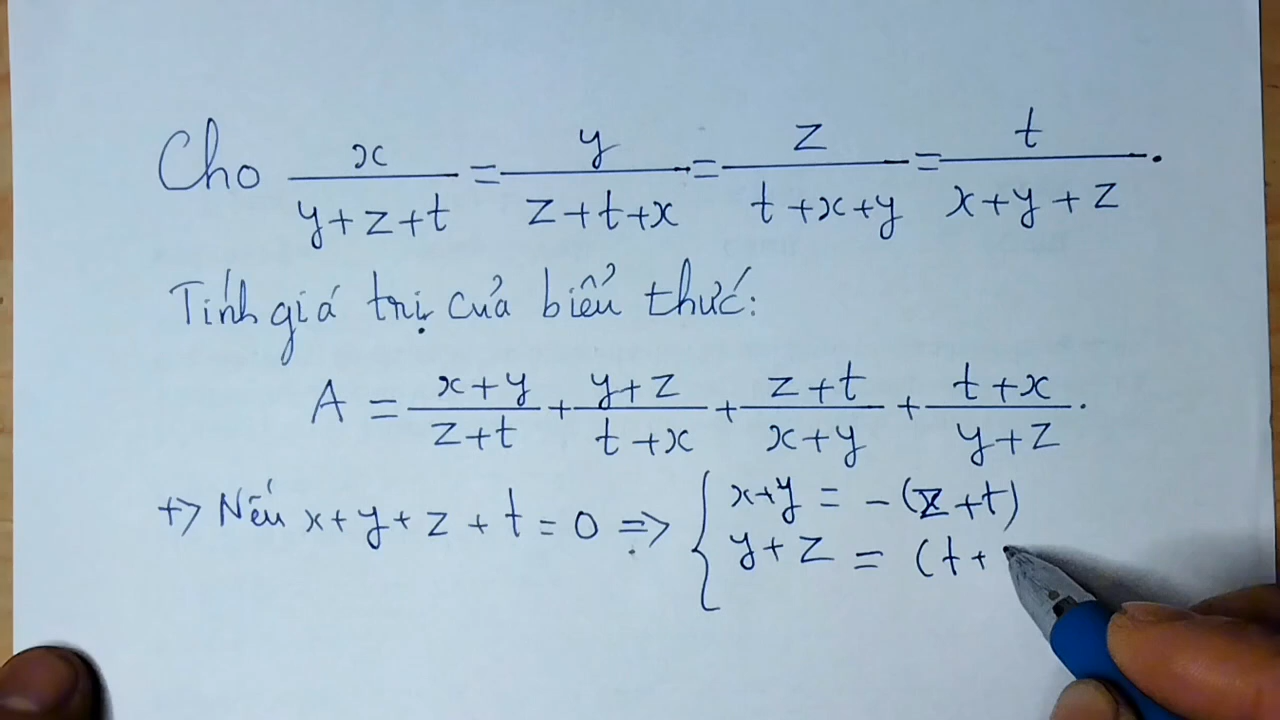 Cho x/(y+z+t) = y/(z+t+x) = z/(t+x+y) = t/(x+y+z).
Tính giá trị của biểu thức:
A = (x+y)/(z+t) + (y+z)/(t+x) + (z+t)/(x+y) + (t+x)/(y+z).
+> Nếu x+y+z+t=0 => { x+y = -(z+t)
y+z = (t+